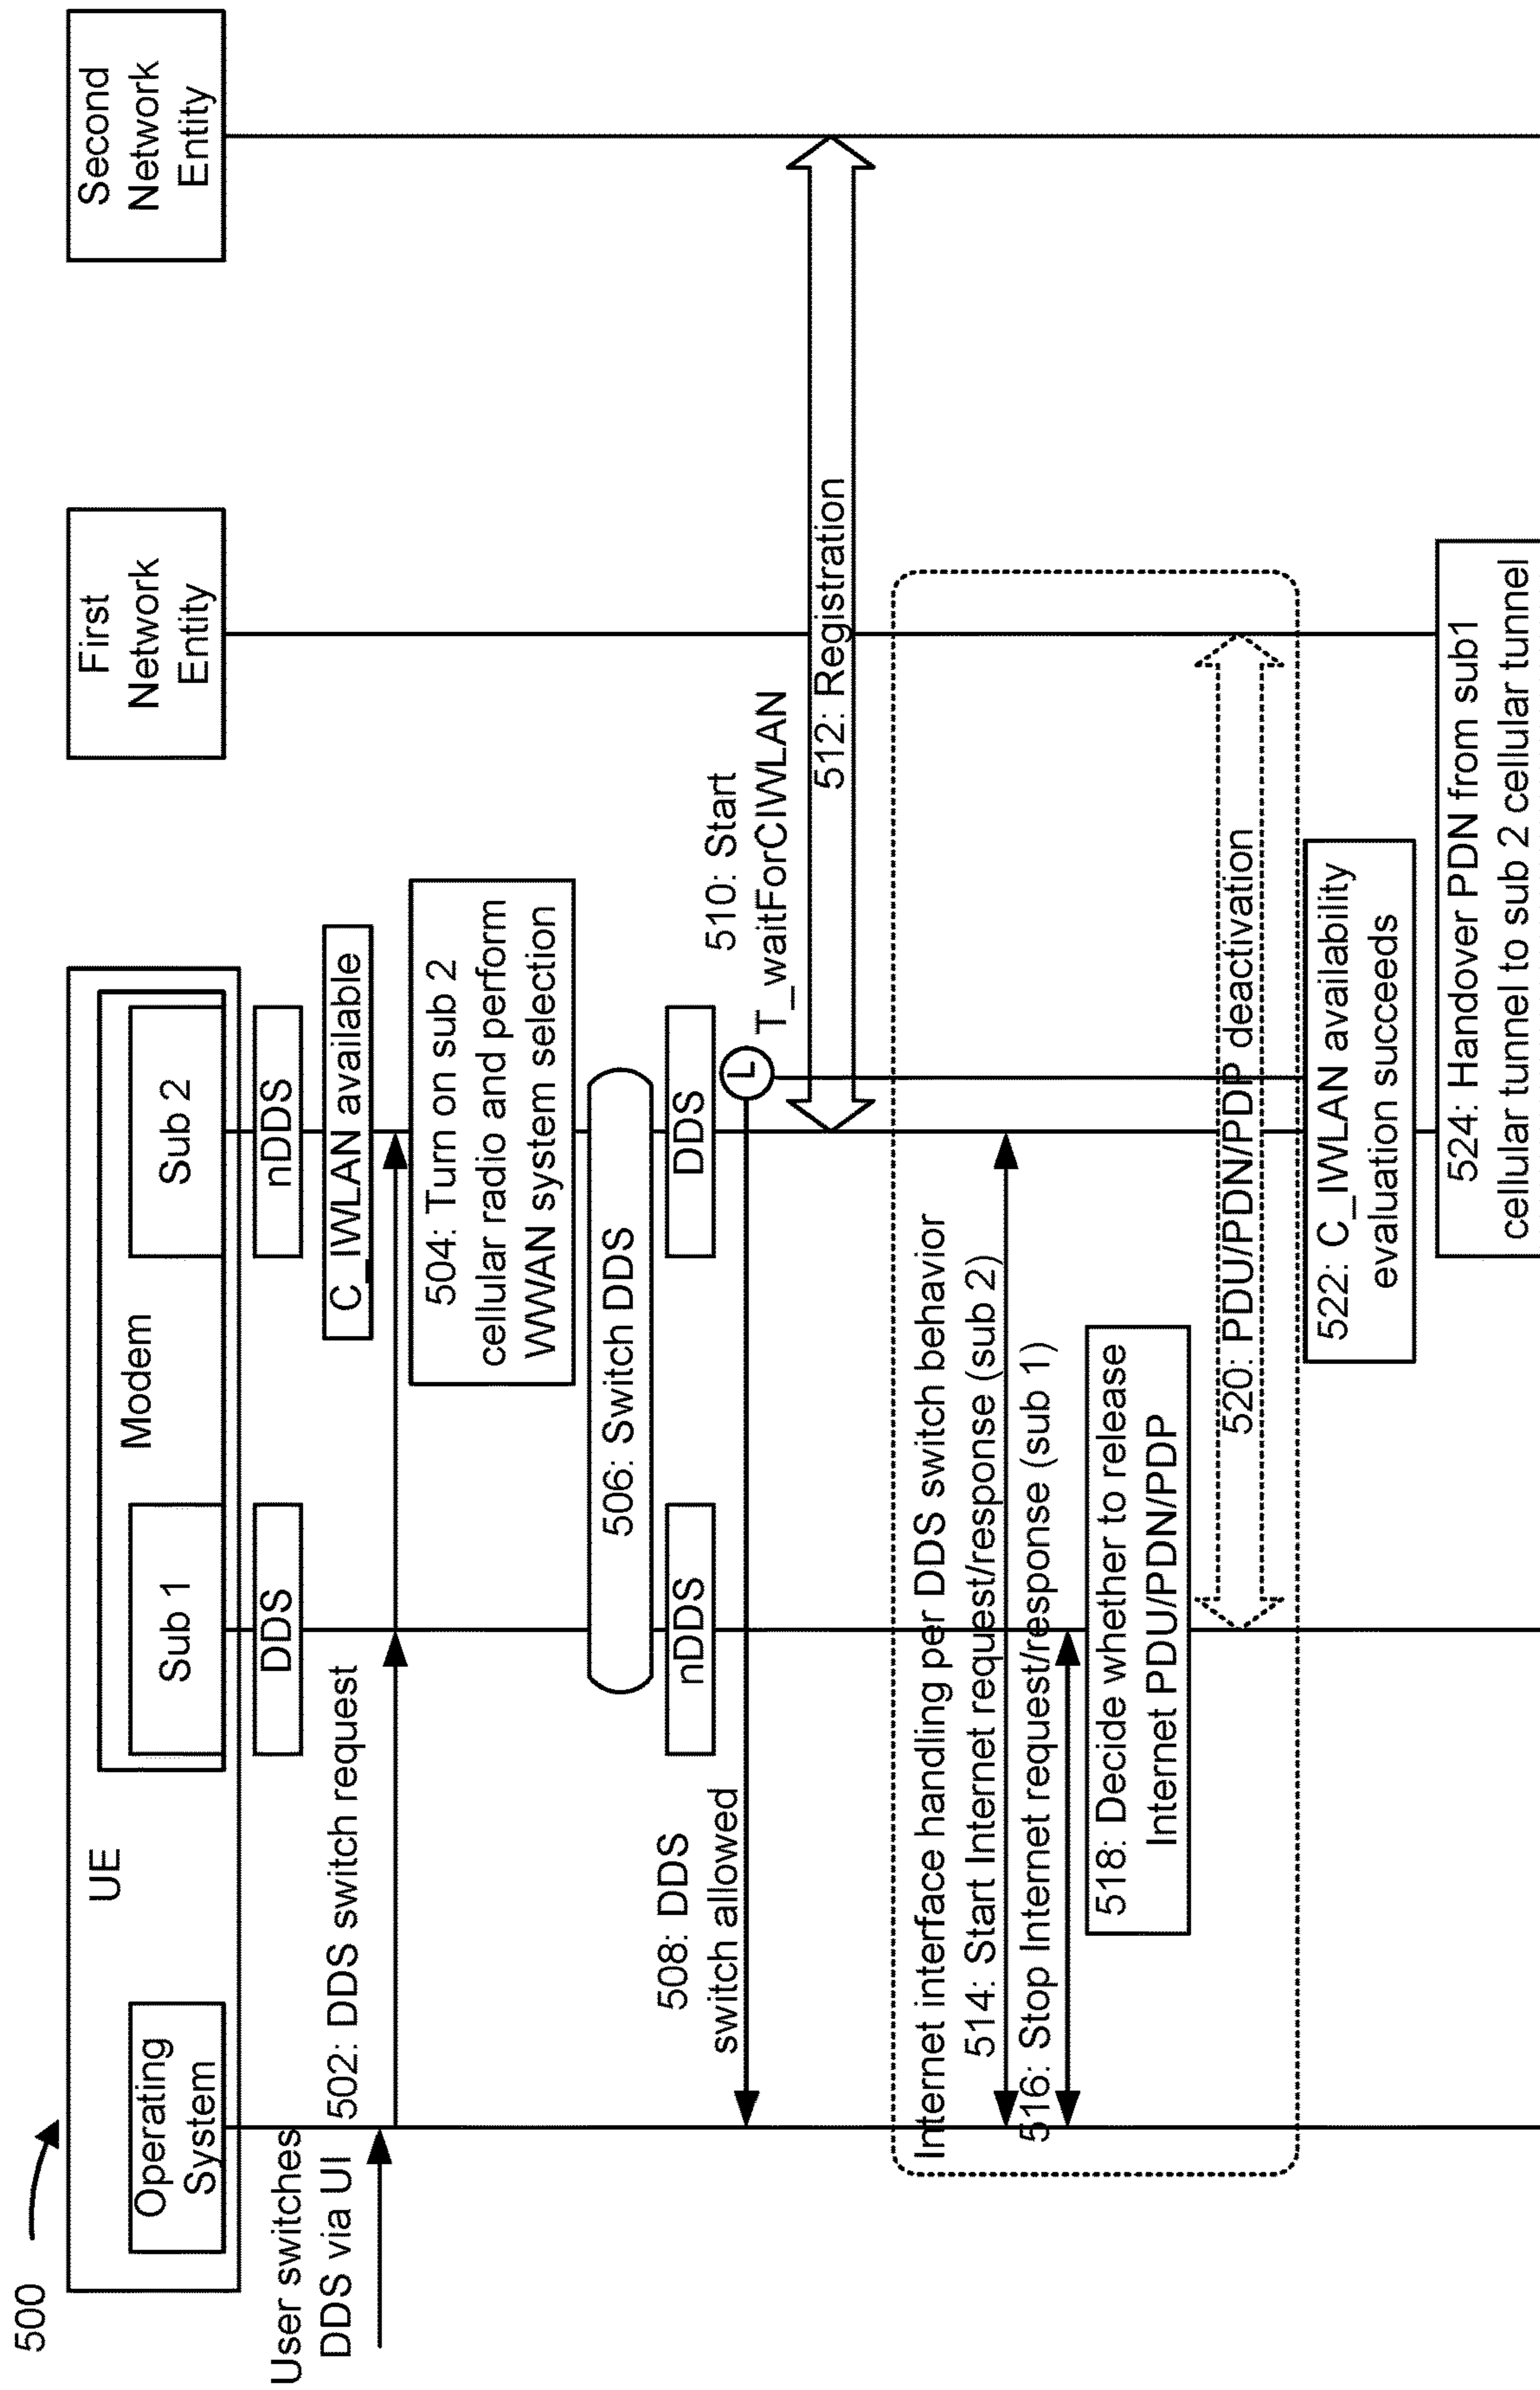 500
UE
Modem
Operating
System
Sub 1
Sub 2
First
Network
Entity
Second
Network
Entity
DDS
nDDS
User switches
DDS via UI
502: DDS switch request
C_IWLAN available
504: Turn on sub 2
cellular radio and perform
WWAN system selection
506: Switch DDS
nDDS
DDS
508: DDS
switch allowed
510: Start
T_waitForCIWLAN
512: Registration
Internet interface handling per DDS switch behavior
514: Start Internet request/response (sub 2)
516: Stop Internet request/response (sub 1)
518: Decide whether to release
Internet PDU/PDN/PDP
520: PDU/PDN/PDP deactivation
522: C_IWLAN availability
evaluation succeeds
524: Handover PDN from sub1
cellular tunnel to sub 2 cellular tunnel